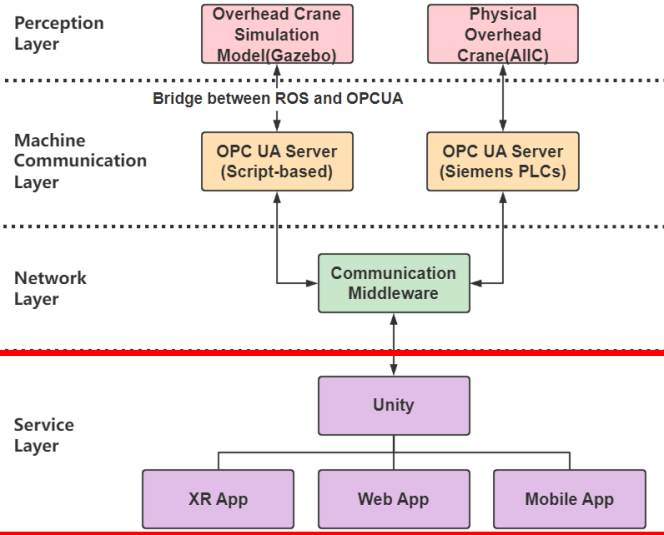 Perception
Layer
Overhead Crane
Simulation
Model(Gazebo)
Physical
Overhead
Crane(AIIC)
Bridge between ROS and OPCUA
Machine
Communication
Layer
OPC UA Server
(Script-based)
OPC UA Server
(Siemens PLCs)
Network
Layer
Communication
Middleware
Service
Layer
Unity
XR App
Web App
Mobile App